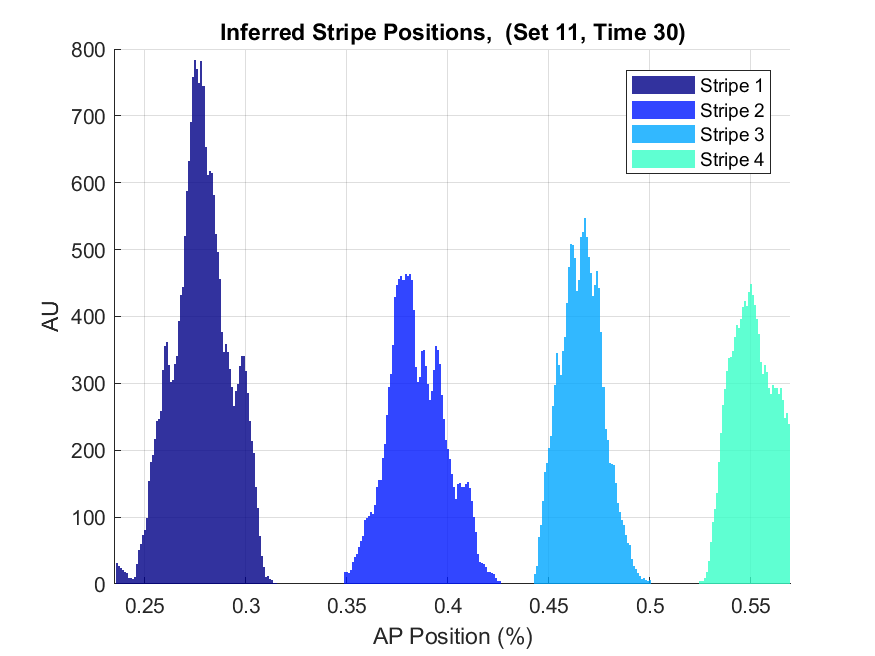 Inferred Stripe Positions,  (Set 11, Time 30)
800
700
600
500
400
300
200
100
0
AU
Stripe 1
Stripe 2
Stripe 3
Stripe 4
0.25 0.3 0.35 0.4 0.45 0.5 0.55
AP Position (%)